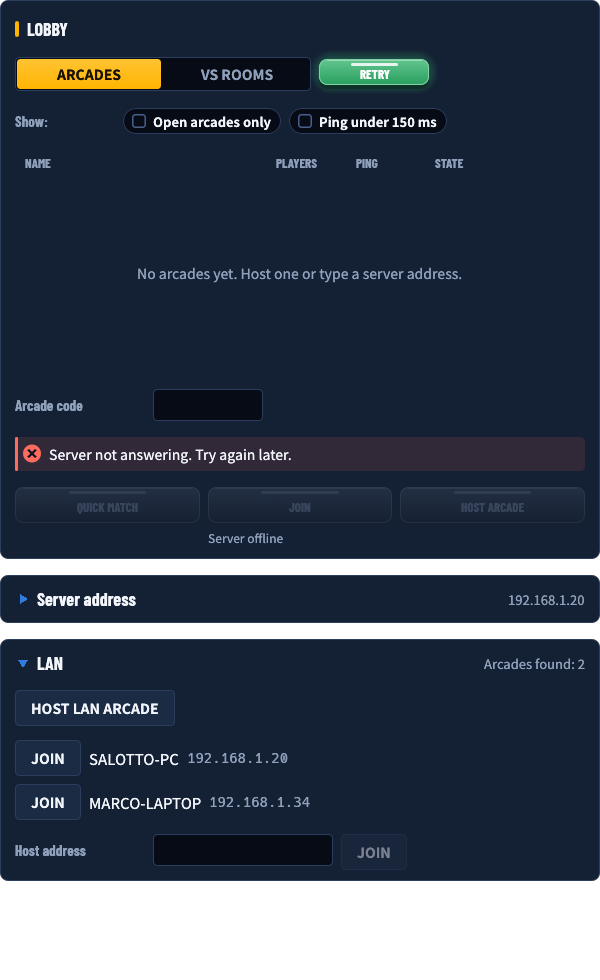 LOBBY
ARCADES VS ROOMS RETRY
Show: Open arcades only Ping under 150 ms
NAME PLAYERS PING STATE
No arcades yet. Host one or type a server address.
Arcade code
Server not answering. Try again later.
QUICK MATCH JOIN HOST ARCADE
Server offline
Server address 192.168.1.20
LAN Arcades found: 2
HOST LAN ARCADE
JOIN SALOTTO-PC 192.168.1.20
JOIN MARCO-LAPTOP 192.168.1.34
Host address JOIN